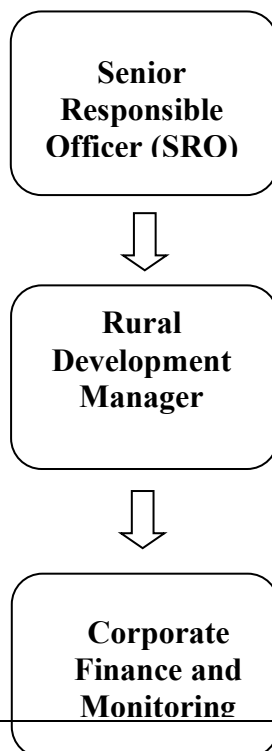 Senior
Responsible
Officer (SRO)
Rural
Development
Manager
Corporate
Finance and
Monitoring